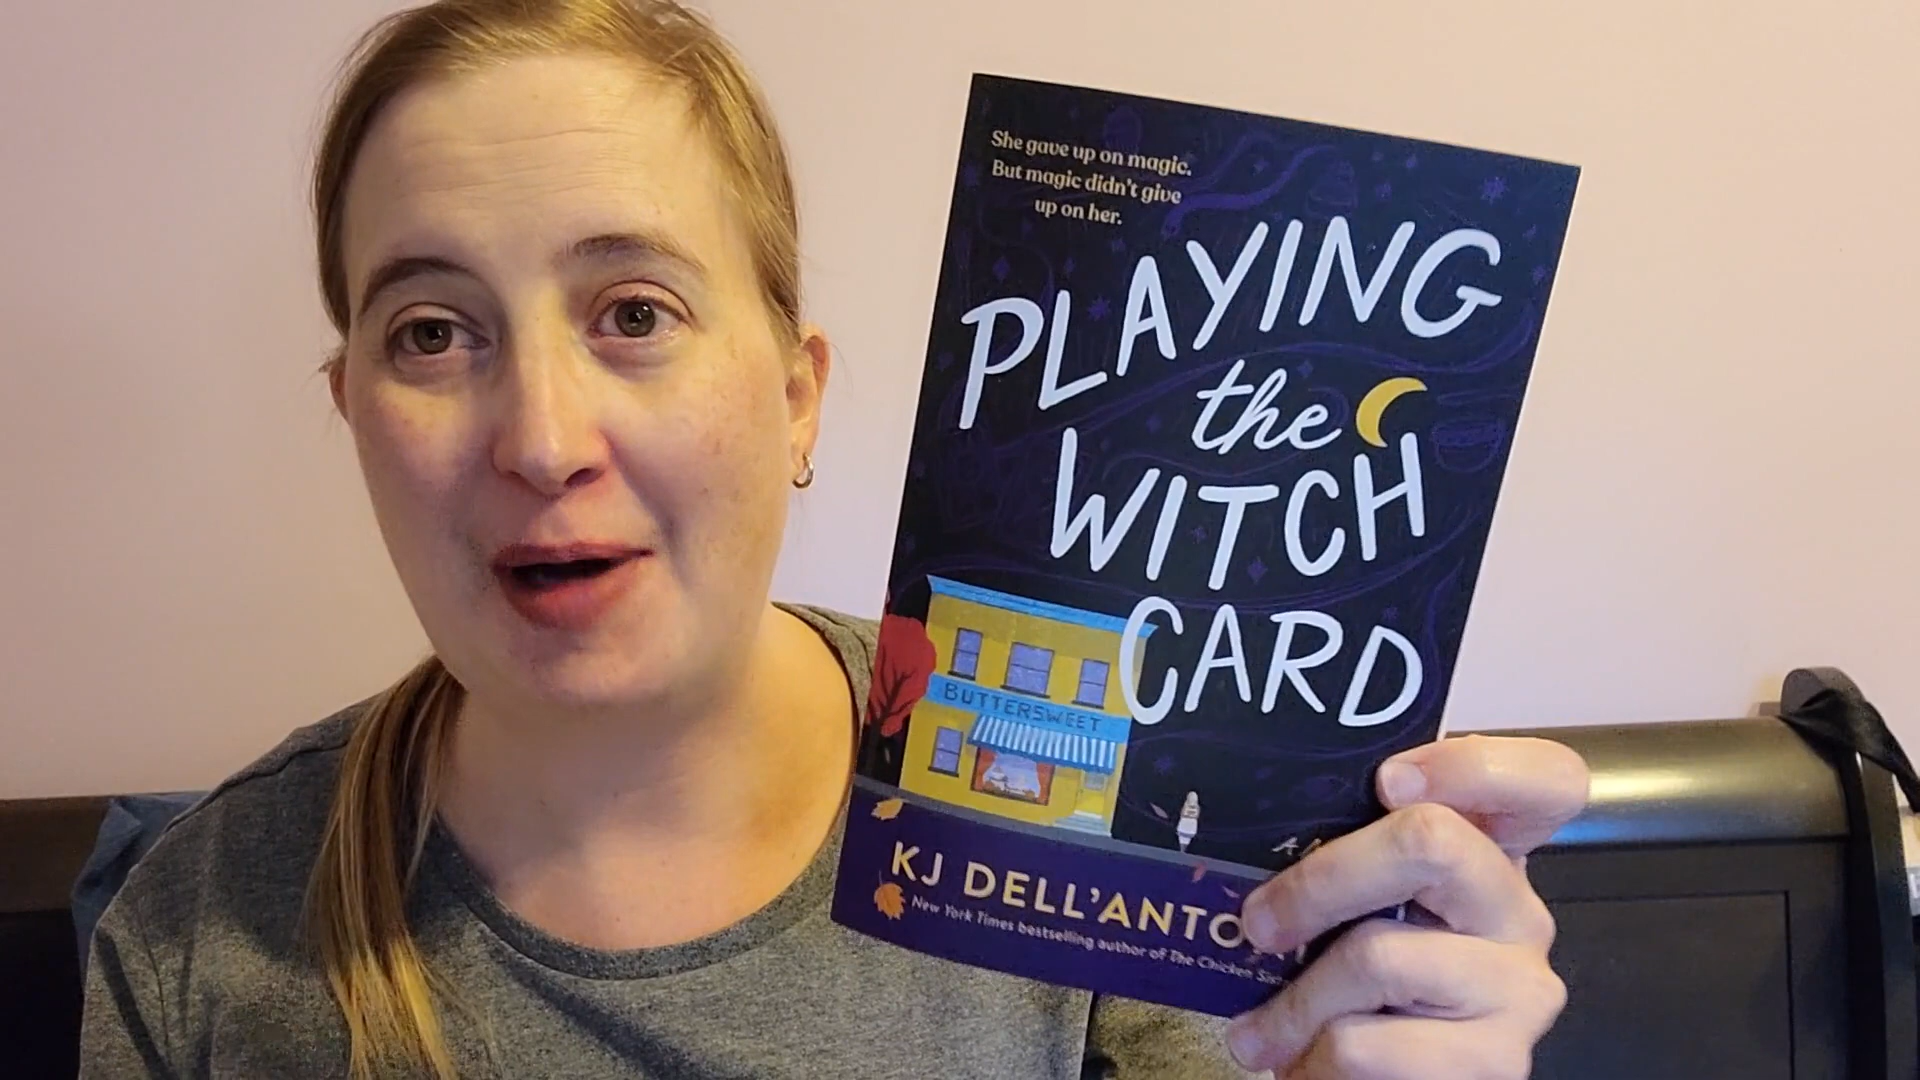 She gave up on magic.
But magic didn't give
up on her.
PLAYING
the
WITCH
CARD
BUTTERSWEET
KJ DELL'ANTO
New York Times bestselling author of The Chicken